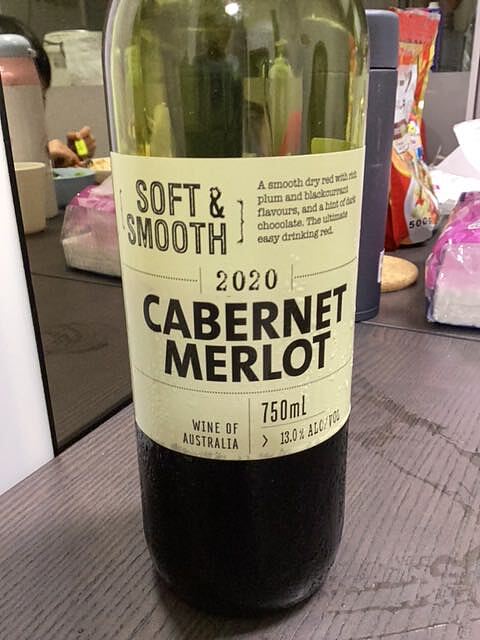 SOFT &
SMOOTH
A smooth dry red with rich
plum and blackcurrant
flavours, and a hint of dark
chocolate. The ultimate
easy drinking red.
2020
CABERNET
MERLOT
WINE OF
AUSTRALIA
750mL
> 13.0% ALC/VOL
500